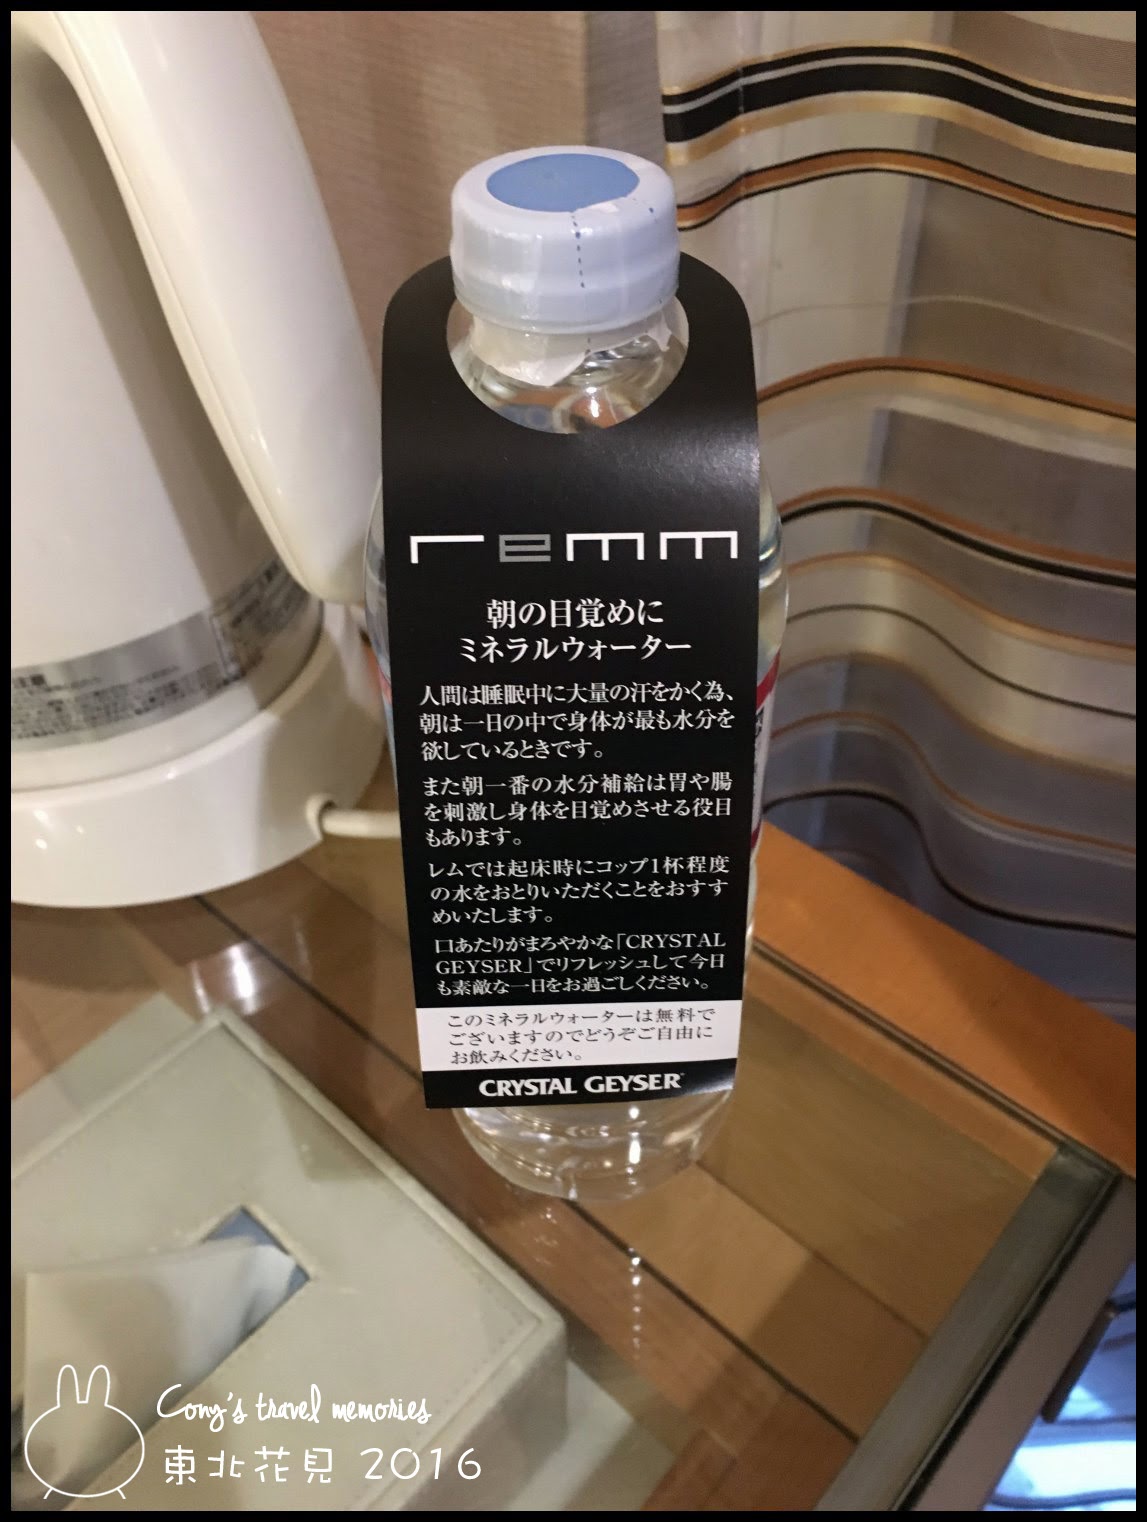 remm
朝の目覚めに
ミネラルウォーター
人間は睡眠中に大量の汗をかく為、
朝は一日の中で身体が最も水分を
欲しているときです。
また朝一番の水分補給は胃や腸
を刺激し身体を目覚めさせる役目
もあります。
レムでは起床時にコップ1杯程度
の水をおとりいただくことをおすす
めいたします。
口あたりがまろやかな「CRYSTAL
GEYSER」でリフレッシュして今日
も素敵な一日をお過ごしください。
このミネラルウォーターは無料で
ございますのでどうぞご自由に
お飲みください。
CRYSTAL GEYSER
Cony's travel memories
東北花見 2016